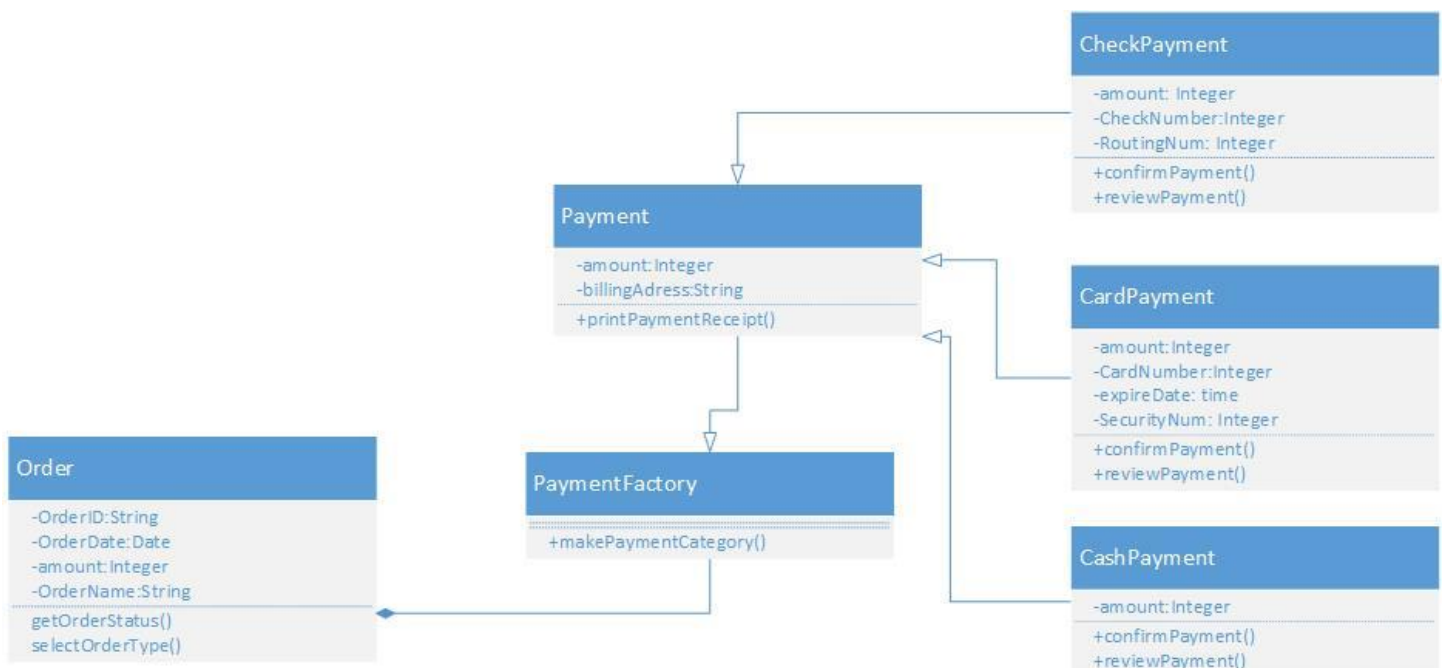 CheckPayment
-amount: Integer
-CheckNumber:Integer
-RoutingNum: Integer
+confirmPayment()
+reviewPayment()
Payment
-amount:Integer
-billingAdress:String
+printPaymentReceipt()
CardPayment
-amount:Integer
-CardNumber:Integer
-expireDate: time
-SecurityNum: Integer
+confirmPayment()
+reviewPayment()
Order
-OrderID:String
-OrderDate:Date
-amount:Integer
-OrderName:String
getOrderStatus()
selectOrderType()
PaymentFactory
+makePaymentCategory()
CashPayment
-amount:Integer
+confirmPayment()
+reviewPayment()